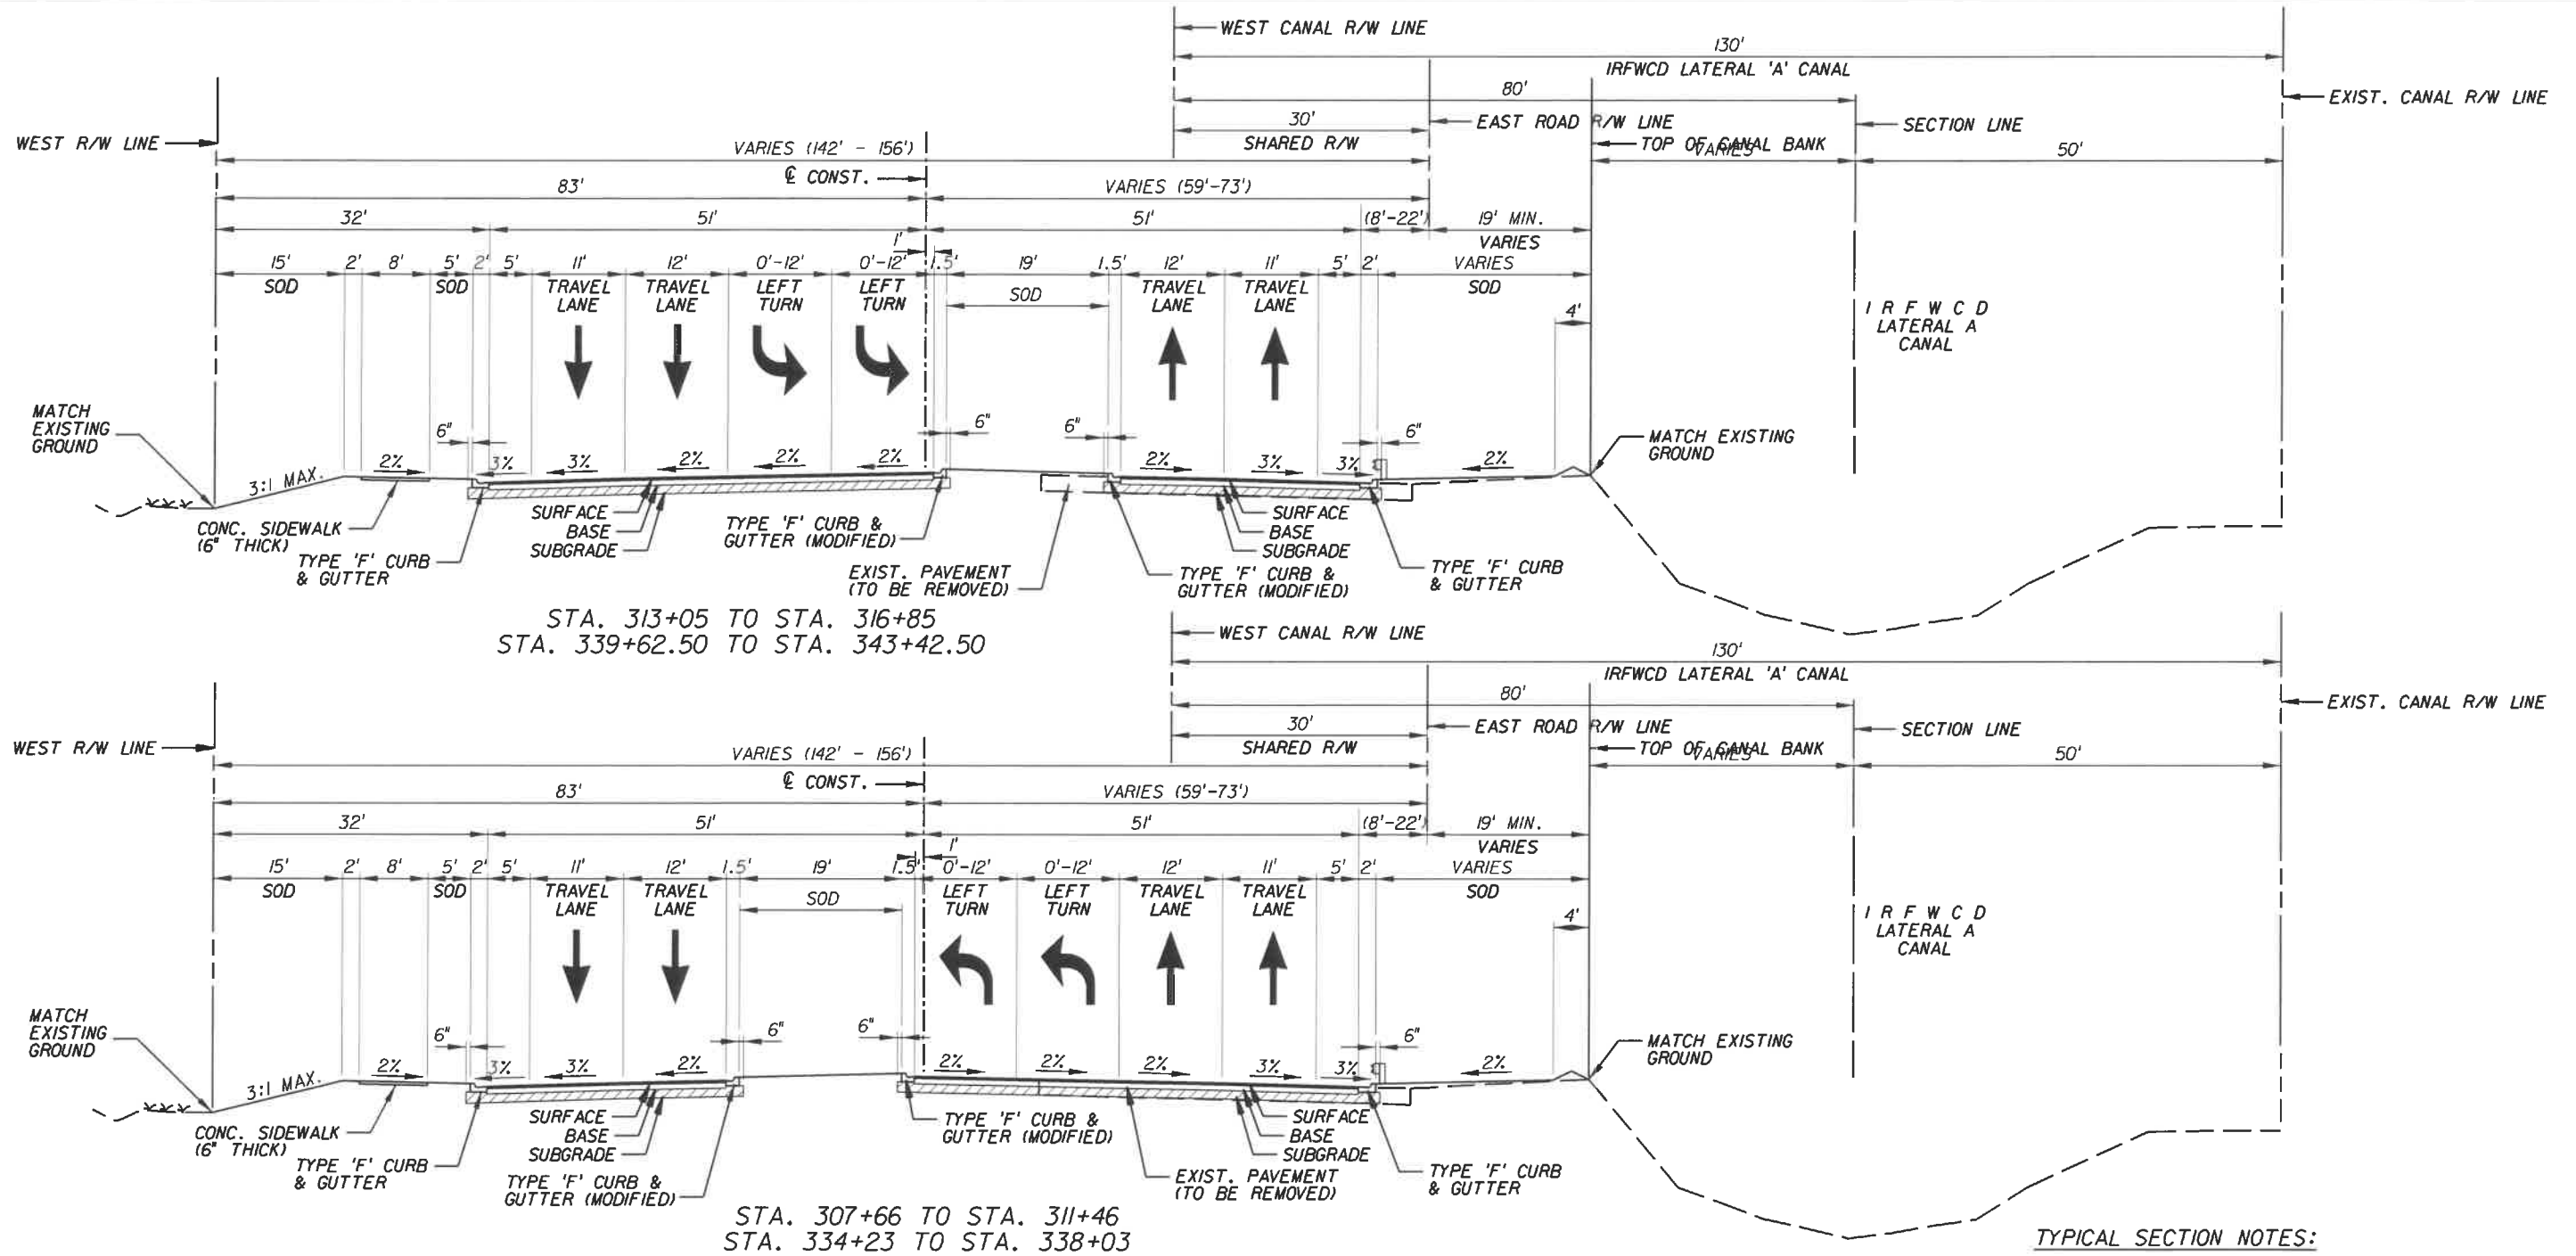 WEST CANAL R/W LINE
130'
IRFWCD LATERAL 'A' CANAL
80'
EXIST. CANAL R/W LINE
30'
EAST ROAD R/W LINE
SECTION LINE
WEST R/W LINE
SHARED R/W
TOP OF CANAL BANK
VARIES
VARIES (142' - 156')
50'
℄ CONST.
83'
VARIES (59'-73')
32'
51'
51'
(8'-22')
19' MIN.
VARIES
1'
15' 2' 8' 5' 2' 5' 11' 12' 0'-12' 0'-12' 1.5' 19' 1.5' 12' 11' 5' 2' VARIES
SOD SOD TRAVEL LANE TRAVEL LANE LEFT TURN LEFT TURN SOD TRAVEL LANE TRAVEL LANE SOD
4'
I R F W C D
LATERAL A
CANAL
MATCH
EXISTING
GROUND
6" 6" 6" 6"
MATCH EXISTING
GROUND
3:1 MAX. 2% 3% 3% 2% 2% 2% 2% 3% 3% 2%
CONC. SIDEWALK
(6" THICK)
TYPE 'F' CURB
& GUTTER
SURFACE
BASE
SUBGRADE
TYPE 'F' CURB &
GUTTER (MODIFIED)
EXIST. PAVEMENT
(TO BE REMOVED)
TYPE 'F' CURB &
GUTTER (MODIFIED)
SURFACE
BASE
SUBGRADE
TYPE 'F' CURB
& GUTTER
STA. 313+05 TO STA. 316+85
STA. 339+62.50 TO STA. 343+42.50
WEST CANAL R/W LINE
130'
IRFWCD LATERAL 'A' CANAL
80'
EXIST. CANAL R/W LINE
30'
EAST ROAD R/W LINE
SECTION LINE
WEST R/W LINE
SHARED R/W
TOP OF CANAL BANK
VARIES
VARIES (142' - 156')
50'
℄ CONST.
83'
VARIES (59'-73')
32'
51'
51'
(8'-22')
19' MIN.
VARIES
1'
15' 2' 8' 5' 2' 5' 11' 12' 1.5' 19' 1.5' 0'-12' 0'-12' 12' 11' 5' 2' VARIES
SOD SOD TRAVEL LANE TRAVEL LANE SOD LEFT TURN LEFT TURN TRAVEL LANE TRAVEL LANE SOD
4'
I R F W C D
LATERAL A
CANAL
MATCH
EXISTING
GROUND
6" 6" 6" 6"
MATCH EXISTING
GROUND
3:1 MAX. 2% 3% 3% 2% 2% 2% 2% 3% 3% 2%
CONC. SIDEWALK
(6" THICK)
TYPE 'F' CURB
& GUTTER
SURFACE
BASE
SUBGRADE
TYPE 'F' CURB &
GUTTER (MODIFIED)
TYPE 'F' CURB &
GUTTER (MODIFIED)
EXIST. PAVEMENT
(TO BE REMOVED)
SURFACE
BASE
SUBGRADE
TYPE 'F' CURB
& GUTTER
STA. 307+66 TO STA. 311+46
STA. 334+23 TO STA. 338+03
TYPICAL SECTION NOTES: